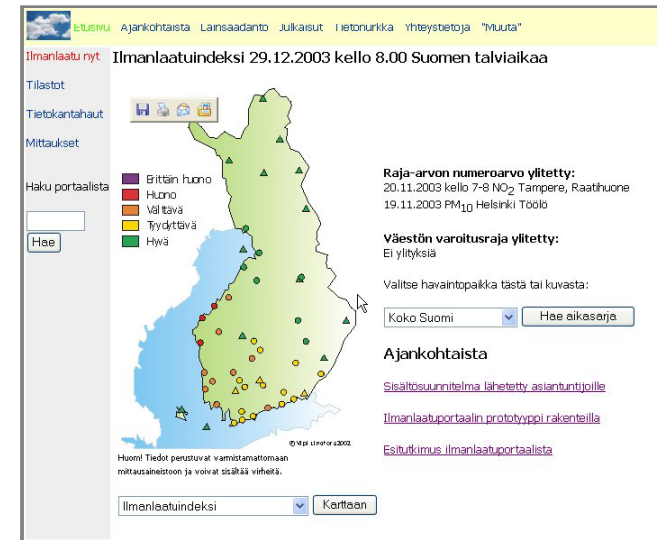 Etusivu Ajankohtaista Lainsäädanto Julkaisut Tietonurkka Yhteystietoja "Muuta"
Ilmanlaatu nyt
Tilastot
Tietokantahaut
Mittaukset
Haku portaalista
Hae
Ilmanlaatuindeksi 29.12.2003 kello 8.00 Suomen talviaikaa
Erittäin huono
Huono
Välttävä
Tyydyttävä
Hyvä
Huom! Tiedot perustuvat varmistamattomaan
mittausaineistoon ja voivat sisältää virheitä.
Ilmanlaatuindeksi Karttaan
Raja-arvon numeroarvo ylitetty:
20.11.2003 kello 7-8 NO2 Tampere, Raatihuone
19.11.2003 PM10 Helsinki Töölö
Väestön varoitusraja ylitetty:
Ei ylityksiä
Valitse havaintopaikka tästä tai kuvasta:
Koko Suomi Hae aikasarja
Ajankohtaista
Sisältösuunnitelma lähetetty asiantuntijoille
Ilmanlaatuportaalin prototyyppi rakenteilla
Esitutkimus ilmanlaatuportaalista